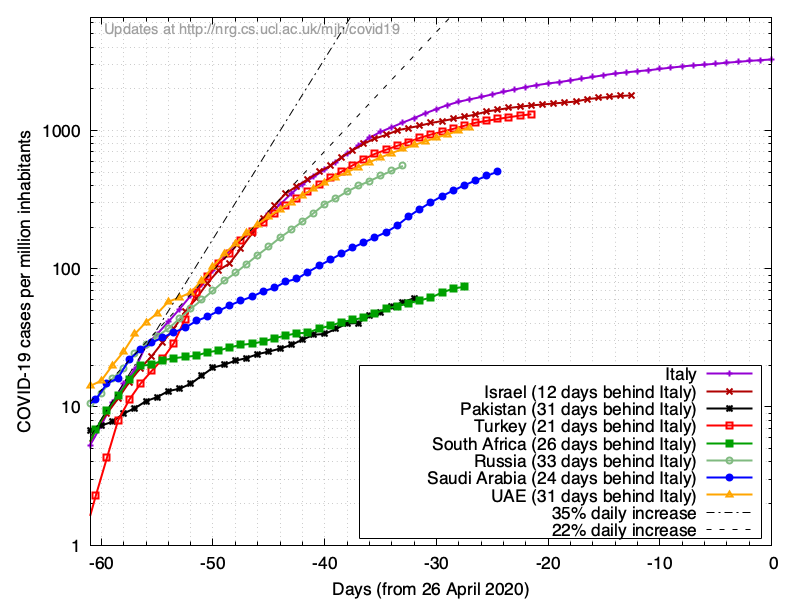 Updates at http://nrg.cs.ucl.ac.uk/mjh/covid19
COVID-19 cases per million inhabitants
1000
100
10
1
Italy
Israel (12 days behind Italy)
Pakistan (31 days behind Italy)
Turkey (21 days behind Italy)
South Africa (26 days behind Italy)
Russia (33 days behind Italy)
Saudi Arabia (24 days behind Italy)
UAE (31 days behind Italy)
35% daily increase
22% daily increase
-60 -50 -40 -30 -20 -10 0
Days (from 26 April 2020)